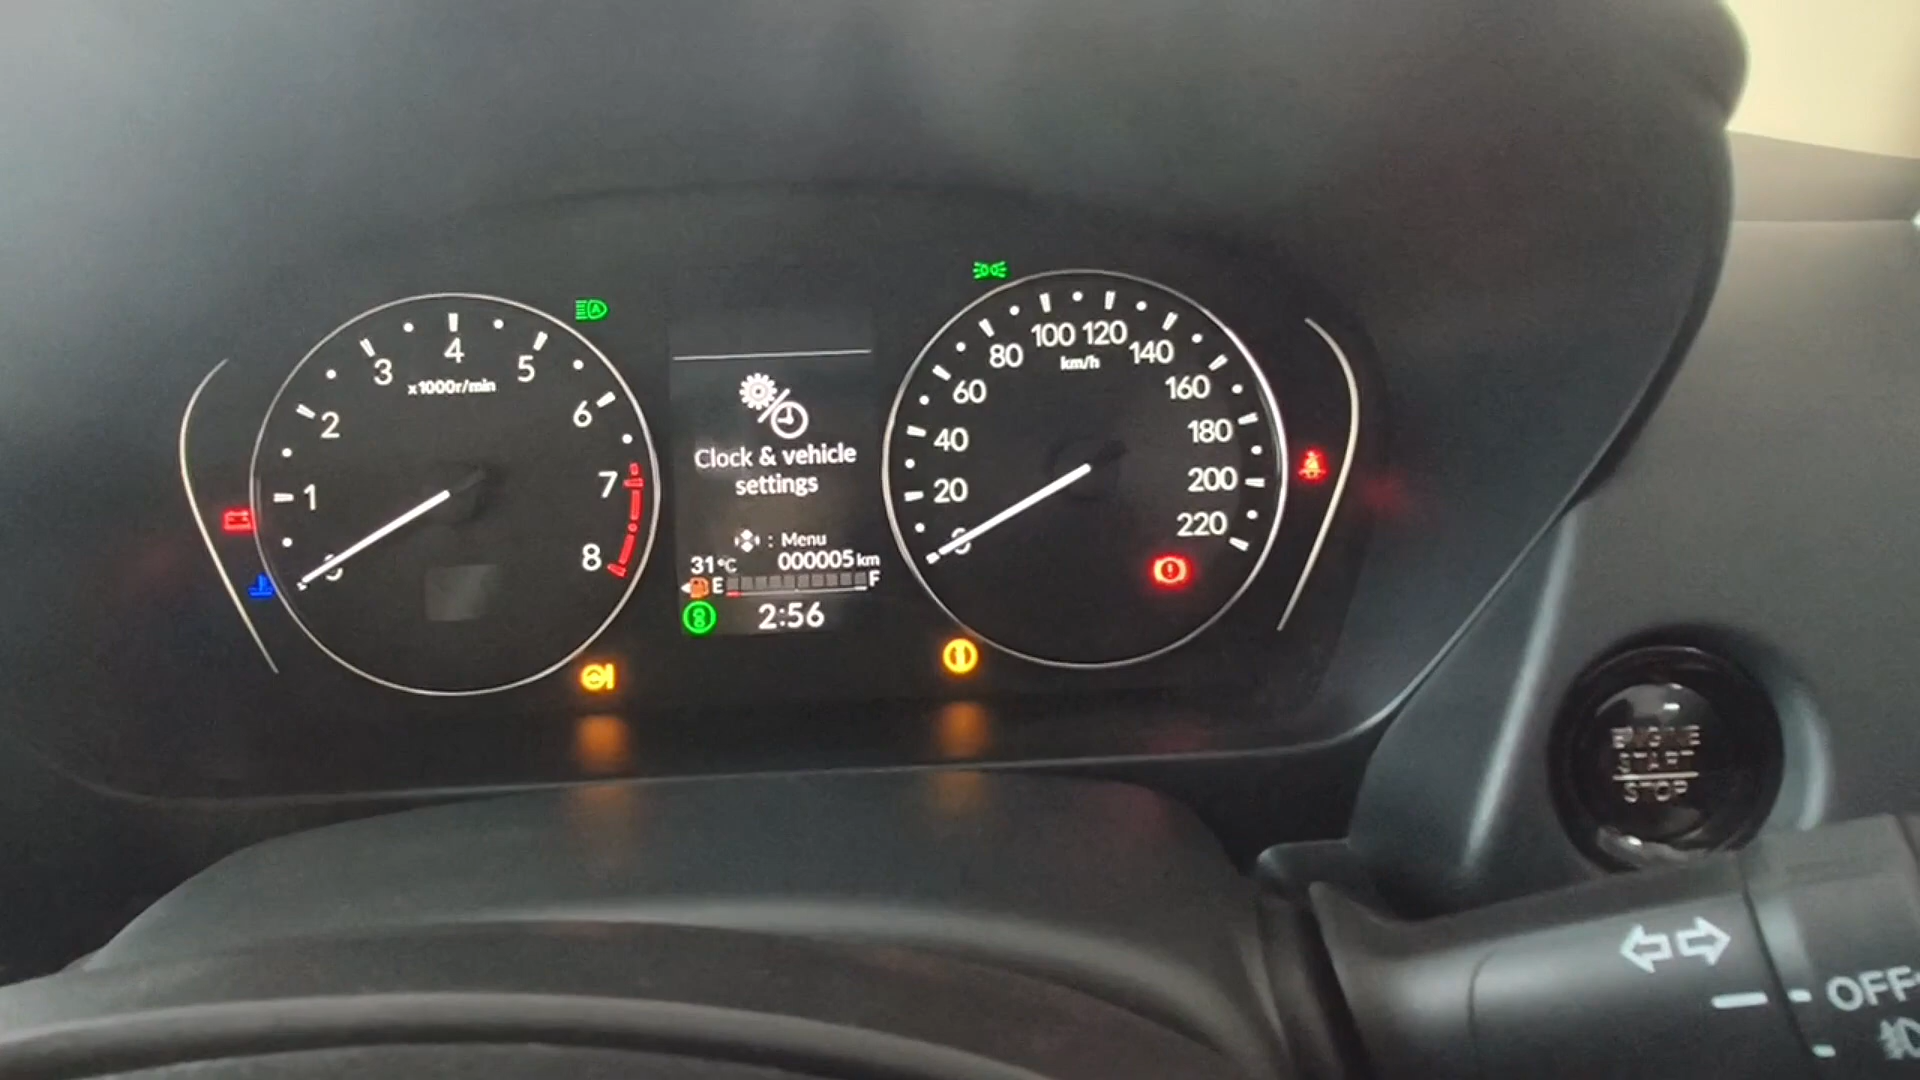 x1000r/min
1
2
3
4
5
6
7
8
Clock & vehicle
settings
: Menu
31°C
000005 km
E
F
2:56
km/h
0
20
40
60
80
100
120
140
160
180
200
220
A
ENGINE
START
STOP
OFF